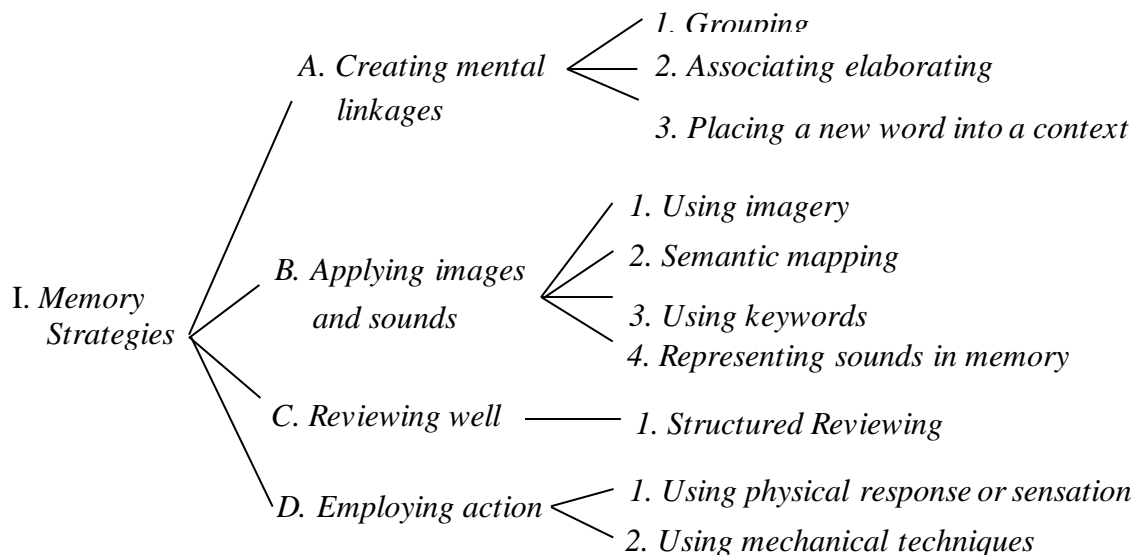 1. Grouping
A. Creating mental
linkages
2. Associating elaborating
3. Placing a new word into a context
I. Memory
Strategies
B. Applying images
and sounds
1. Using imagery
2. Semantic mapping
3. Using keywords
4. Representing sounds in memory
C. Reviewing well
1. Structured Reviewing
D. Employing action
1. Using physical response or sensation
2. Using mechanical techniques